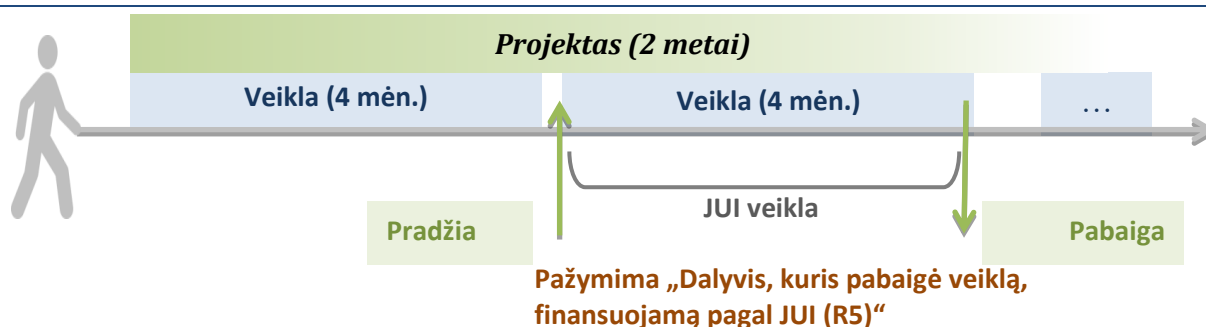 Projektas (2 metai)
Veikla (4 mėn.)
Veikla (4 mėn.)
...
JUI veikla
Pradžia
Pabaiga
Pažymima „Dalyvis, kuris pabaigė veiklą,
finansuojamą pagal JUI (R5)“